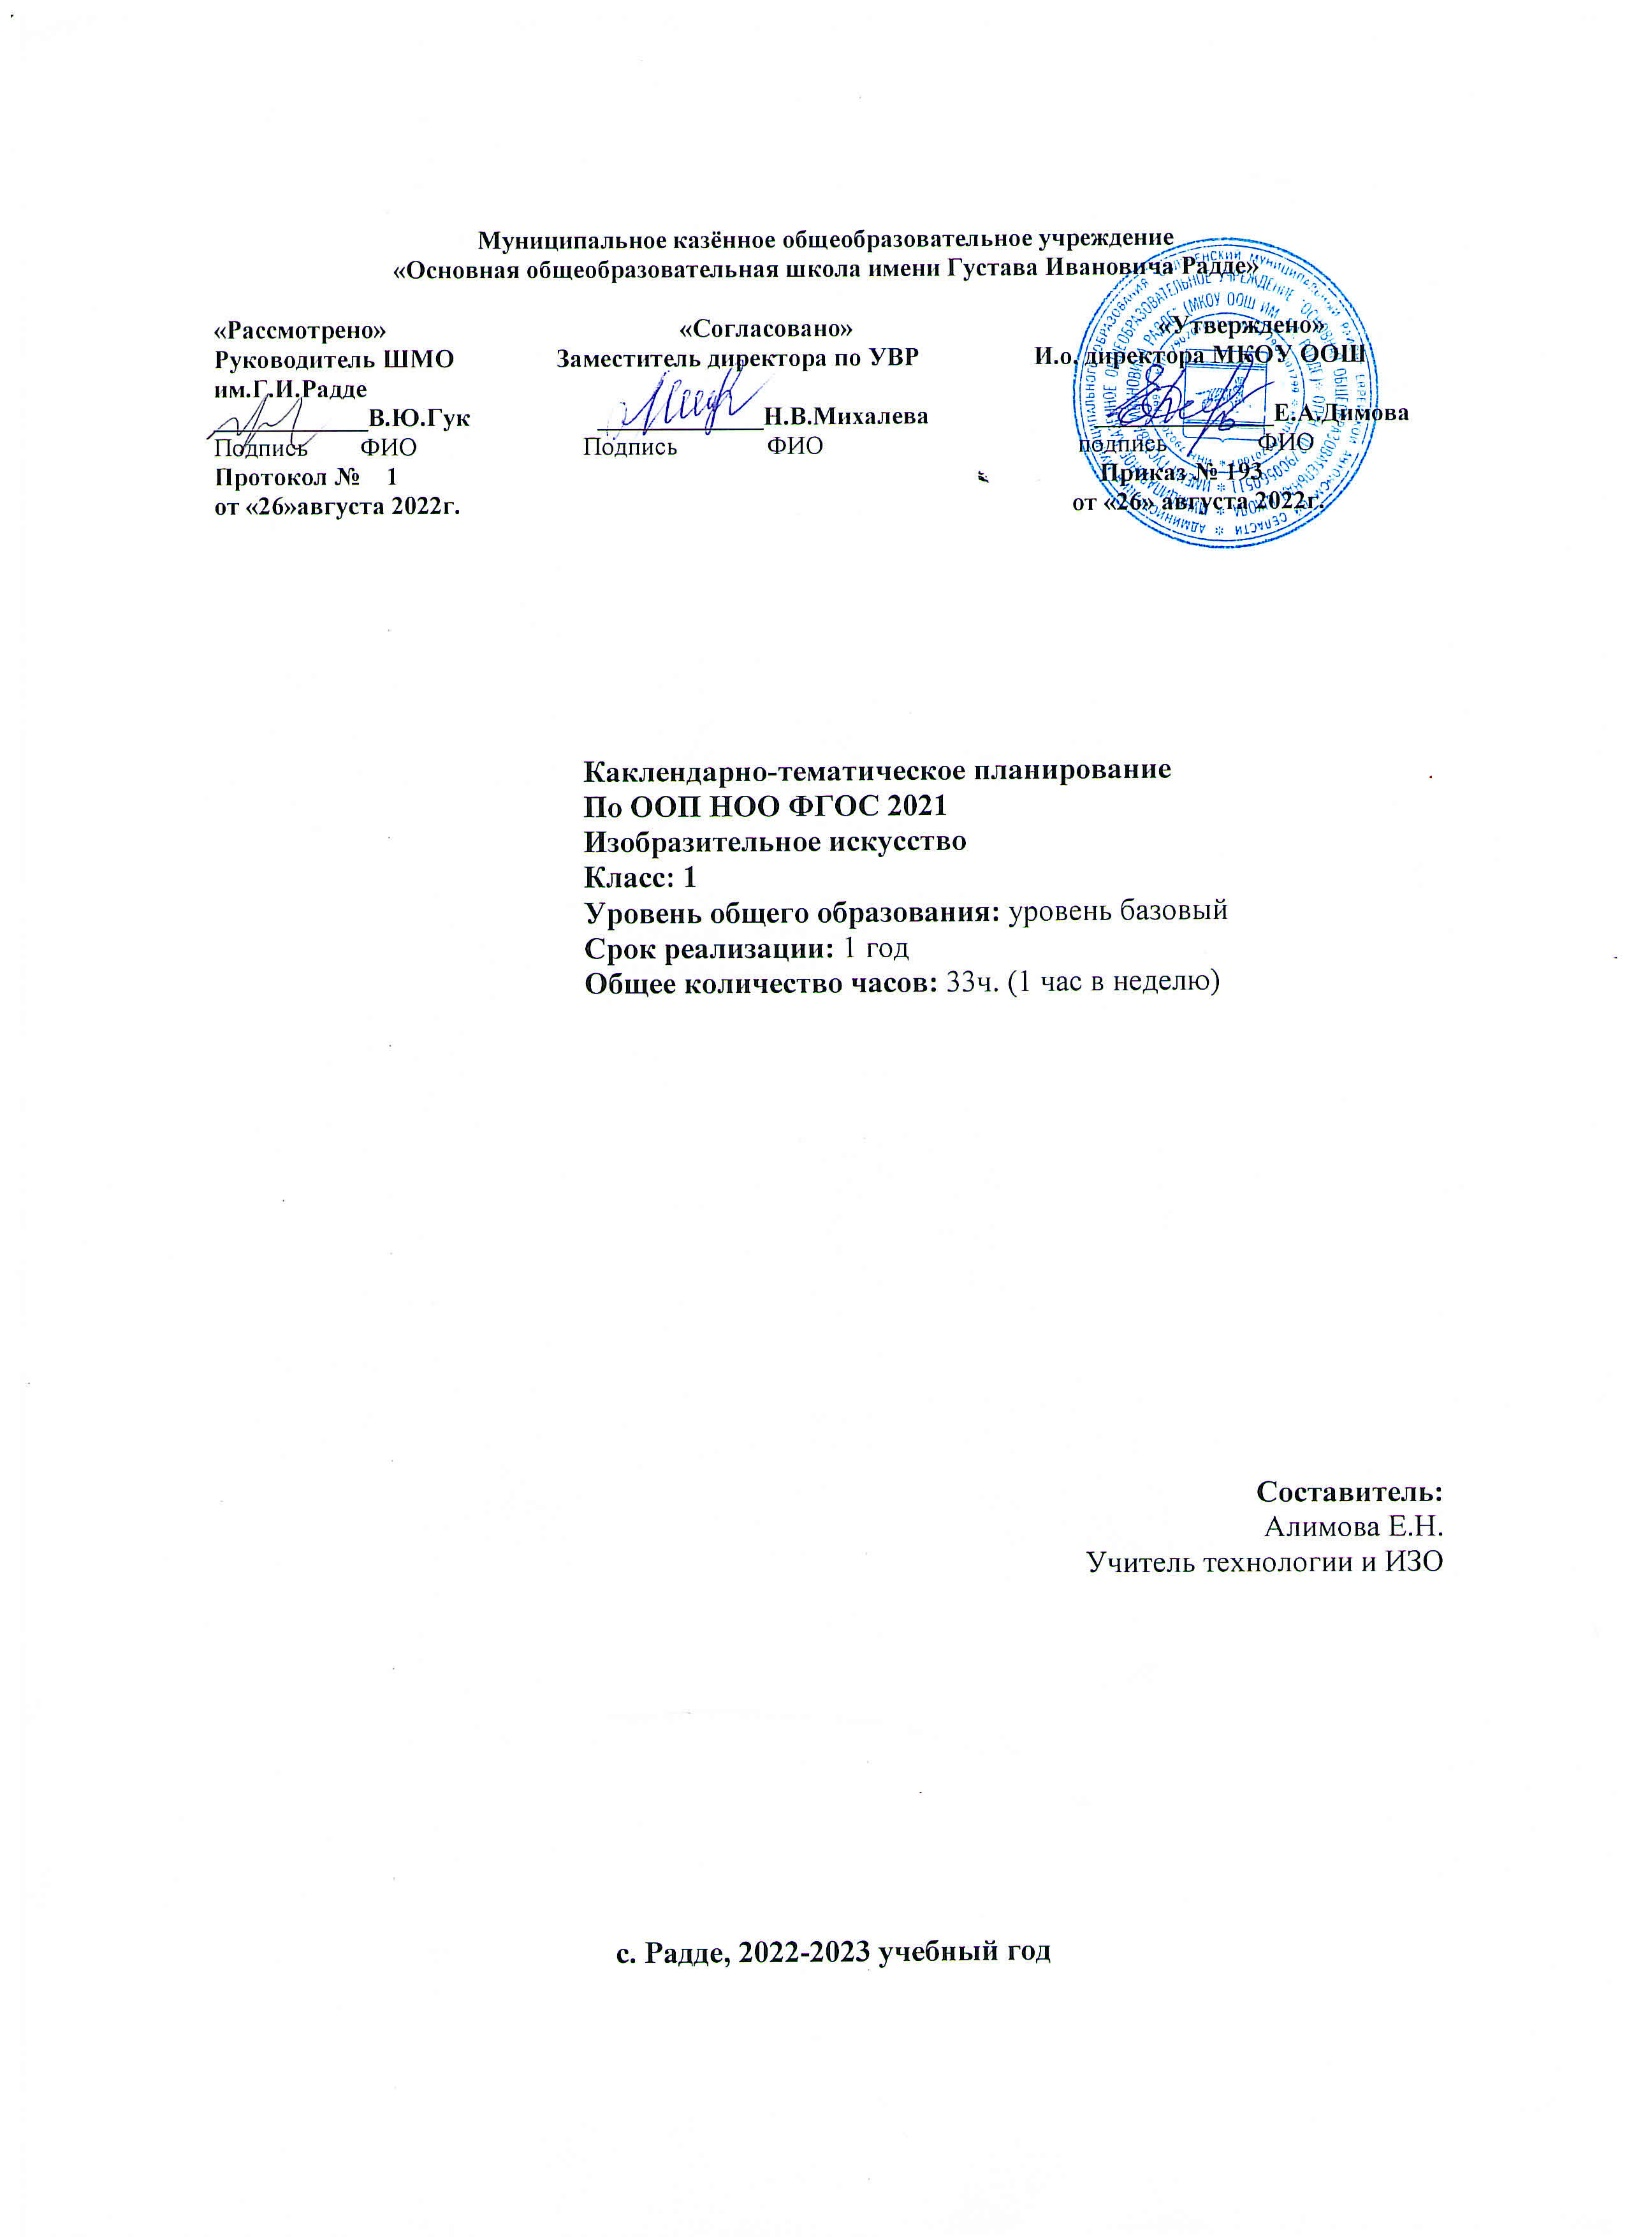 Муниципальное казённое общеобразовательное учреждение
«Основная общеобразовательная школа имени Густава Ивановича Радде»
«Рассмотрено» «Согласовано» «Утверждено»
Руководитель ШМО Заместитель директора по УВР И.о. директора МКОУ ООШ
им.Г.И.Радде
В.Ю.Гук Н.В.Михалева Е.А.Димова
Подпись ФИО Подпись ФИО подпись ФИО
Протокол № 1 Приказ № 193
от «26»августа 2022г. от «26» августа 2022г.
Каклендарно-тематическое планирование
По ООП НОО ФГОС 2021
Изобразительное искусство
Класс: 1
Уровень общего образования: уровень базовый
Срок реализации: 1 год
Общее количество часов: 33ч. (1 час в неделю)
Составитель:
Алимова Е.Н.
Учитель технологии и ИЗО
с. Радде, 2022-2023 учебный год